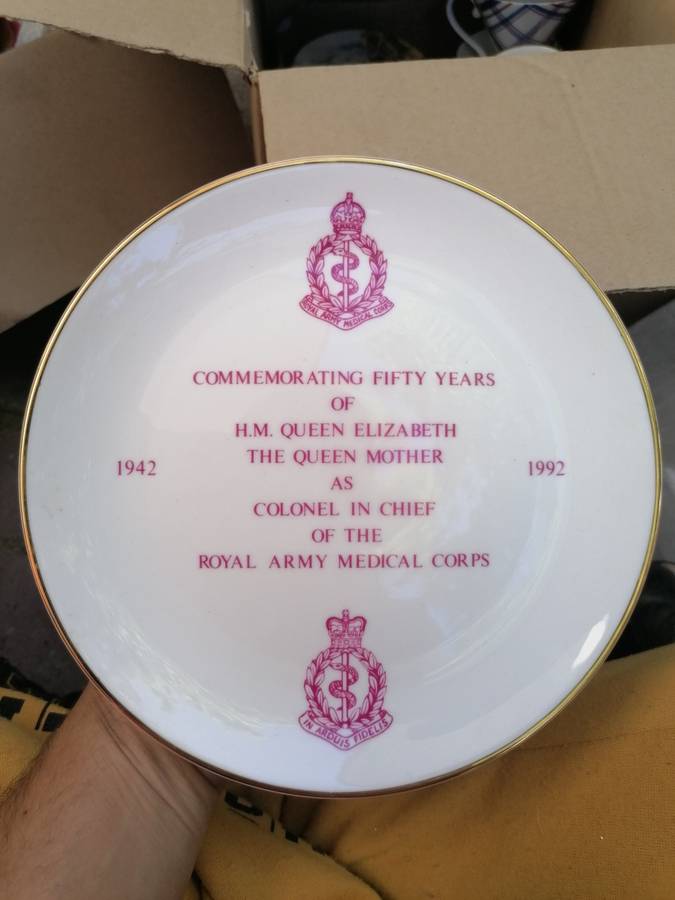 ROYAL ARMY MEDICAL CORPS
COMMEMORATING FIFTY YEARS
OF
H.M. QUEEN ELIZABETH
THE QUEEN MOTHER
1942
1992
AS
COLONEL IN CHIEF
OF THE
ROYAL ARMY MEDICAL CORPS
IN ARDUIS FIDELIS